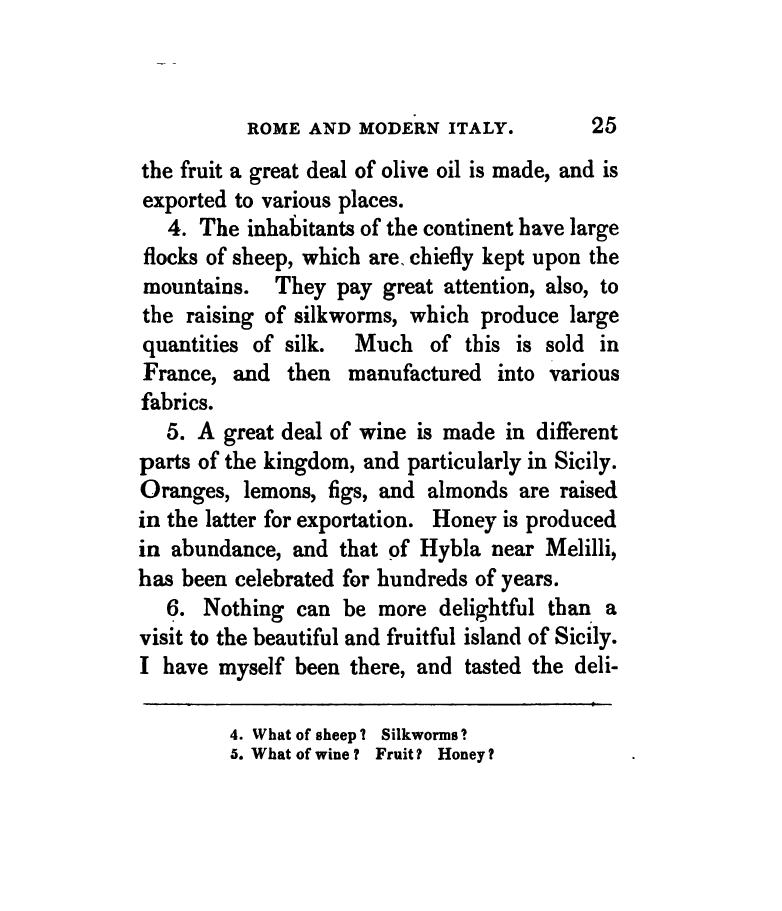 ROME AND MODERN ITALY. 25
the fruit a great deal of olive oil is made, and is
exported to various places.
4. The inhabitants of the continent have large
flocks of sheep, which are chiefly kept upon the
mountains. They pay great attention, also, to
the raising of silkworms, which produce large
quantities of silk. Much of this is sold in
France, and then manufactured into various
fabrics.
5. A great deal of wine is made in different
parts of the kingdom, and particularly in Sicily.
Oranges, lemons, figs, and almonds are raised
in the latter for exportation. Honey is produced
in abundance, and that of Hybla near Melilli,
has been celebrated for hundreds of years.
6. Nothing can be more delightful than a
visit to the beautiful and fruitful island of Sicily.
I have myself been there, and tasted the deli-
4. What of sheep? Silkworms?
5. What of wine? Fruit? Honey?